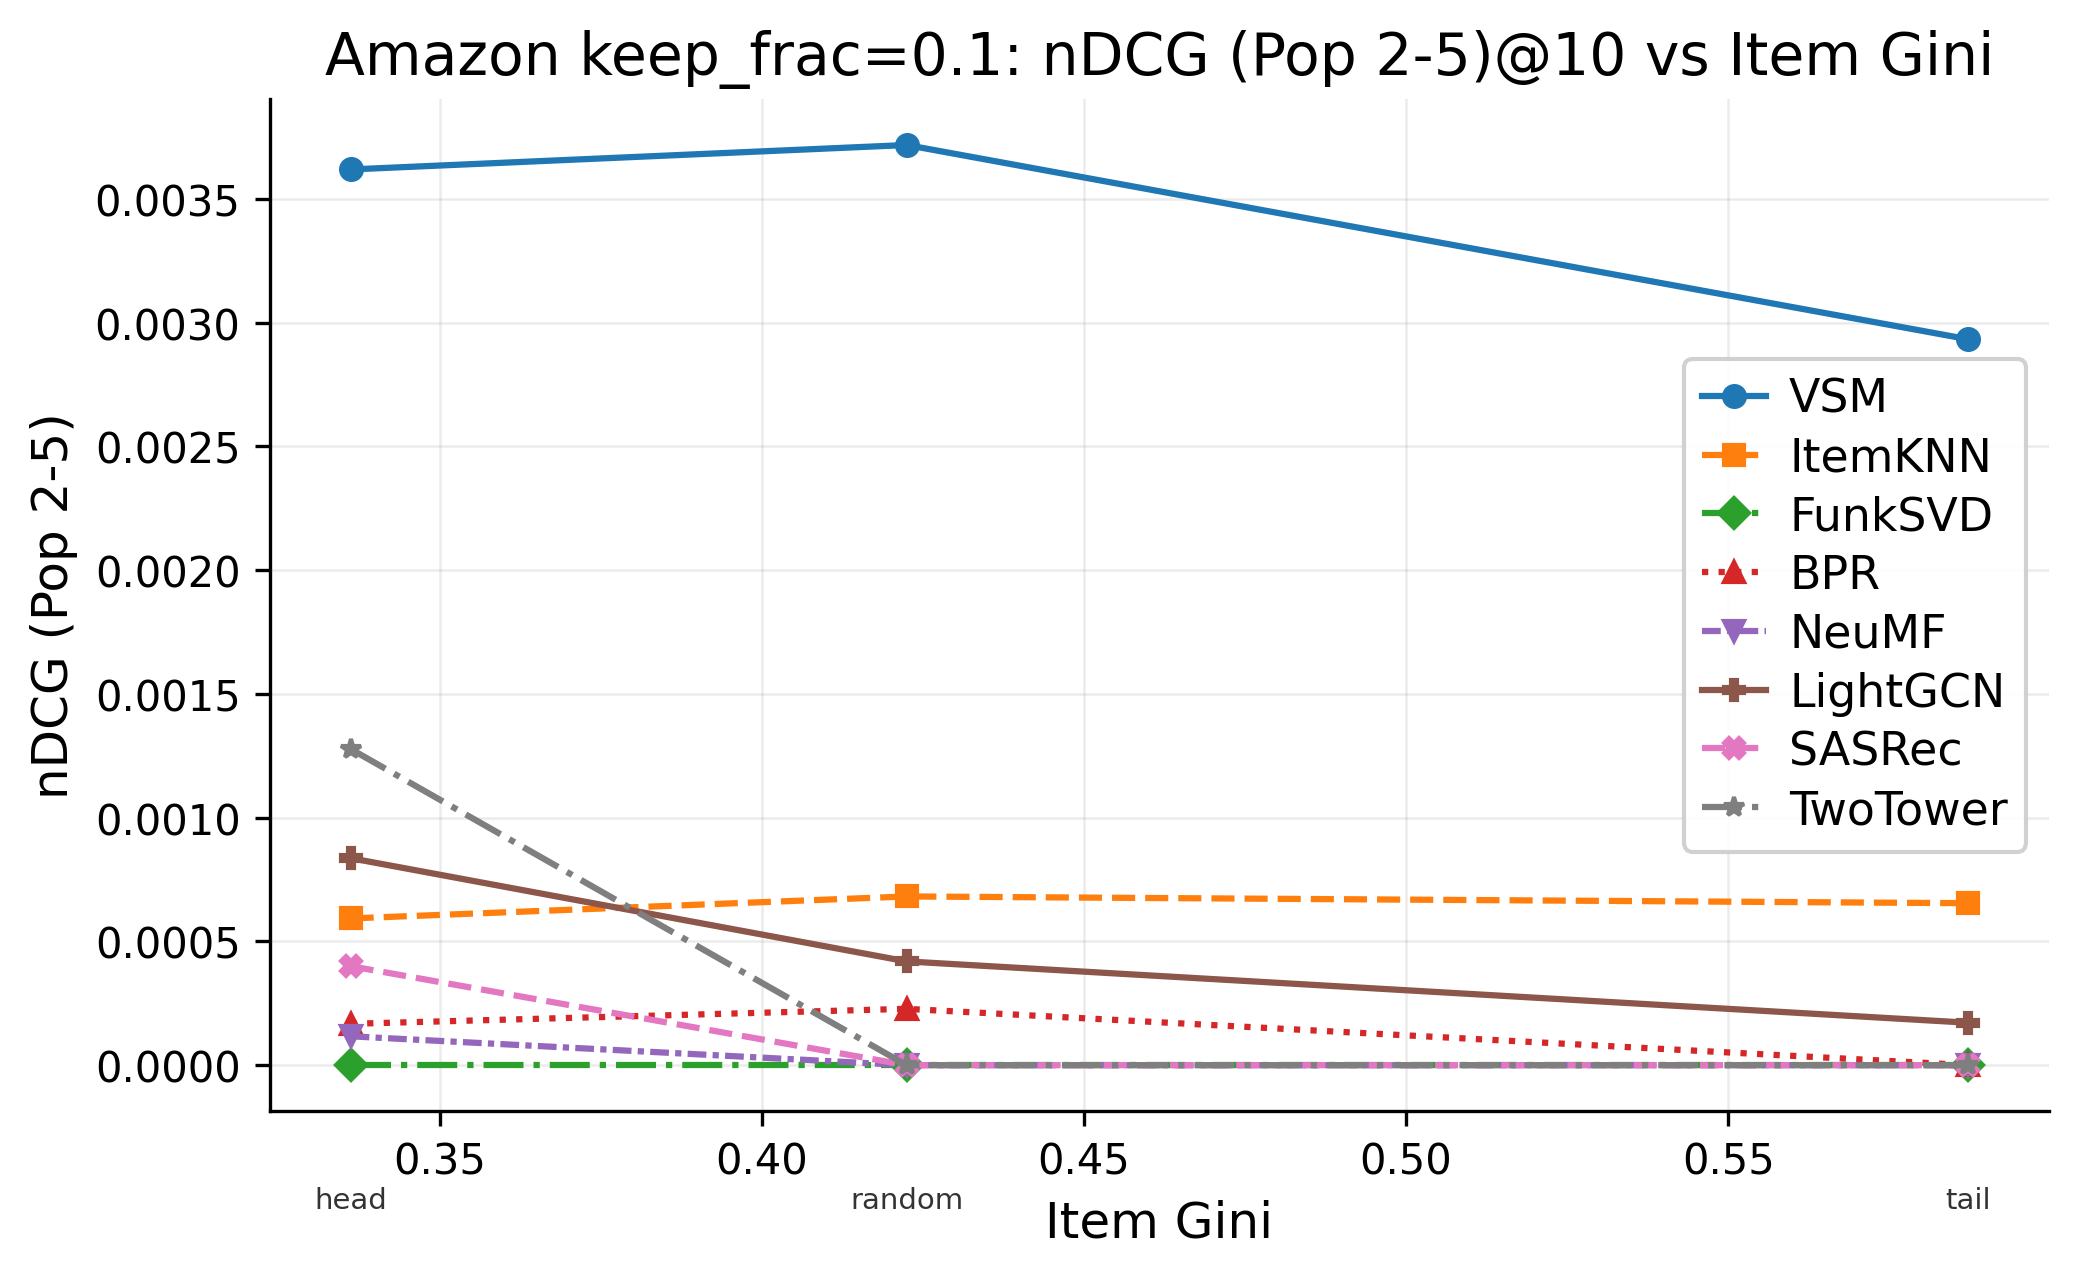 Amazon keep_frac=0.1: nDCG (Pop 2-5)@10 vs Item Gini
nDCG (Pop 2-5)
0.0035
0.0030
0.0025
0.0020
0.0015
0.0010
0.0005
0.0000
VSM
ItemKNN
FunkSVD
BPR
NeuMF
LightGCN
SASRec
TwoTower
0.35 0.40 0.45 0.50 0.55
head random tail
Item Gini